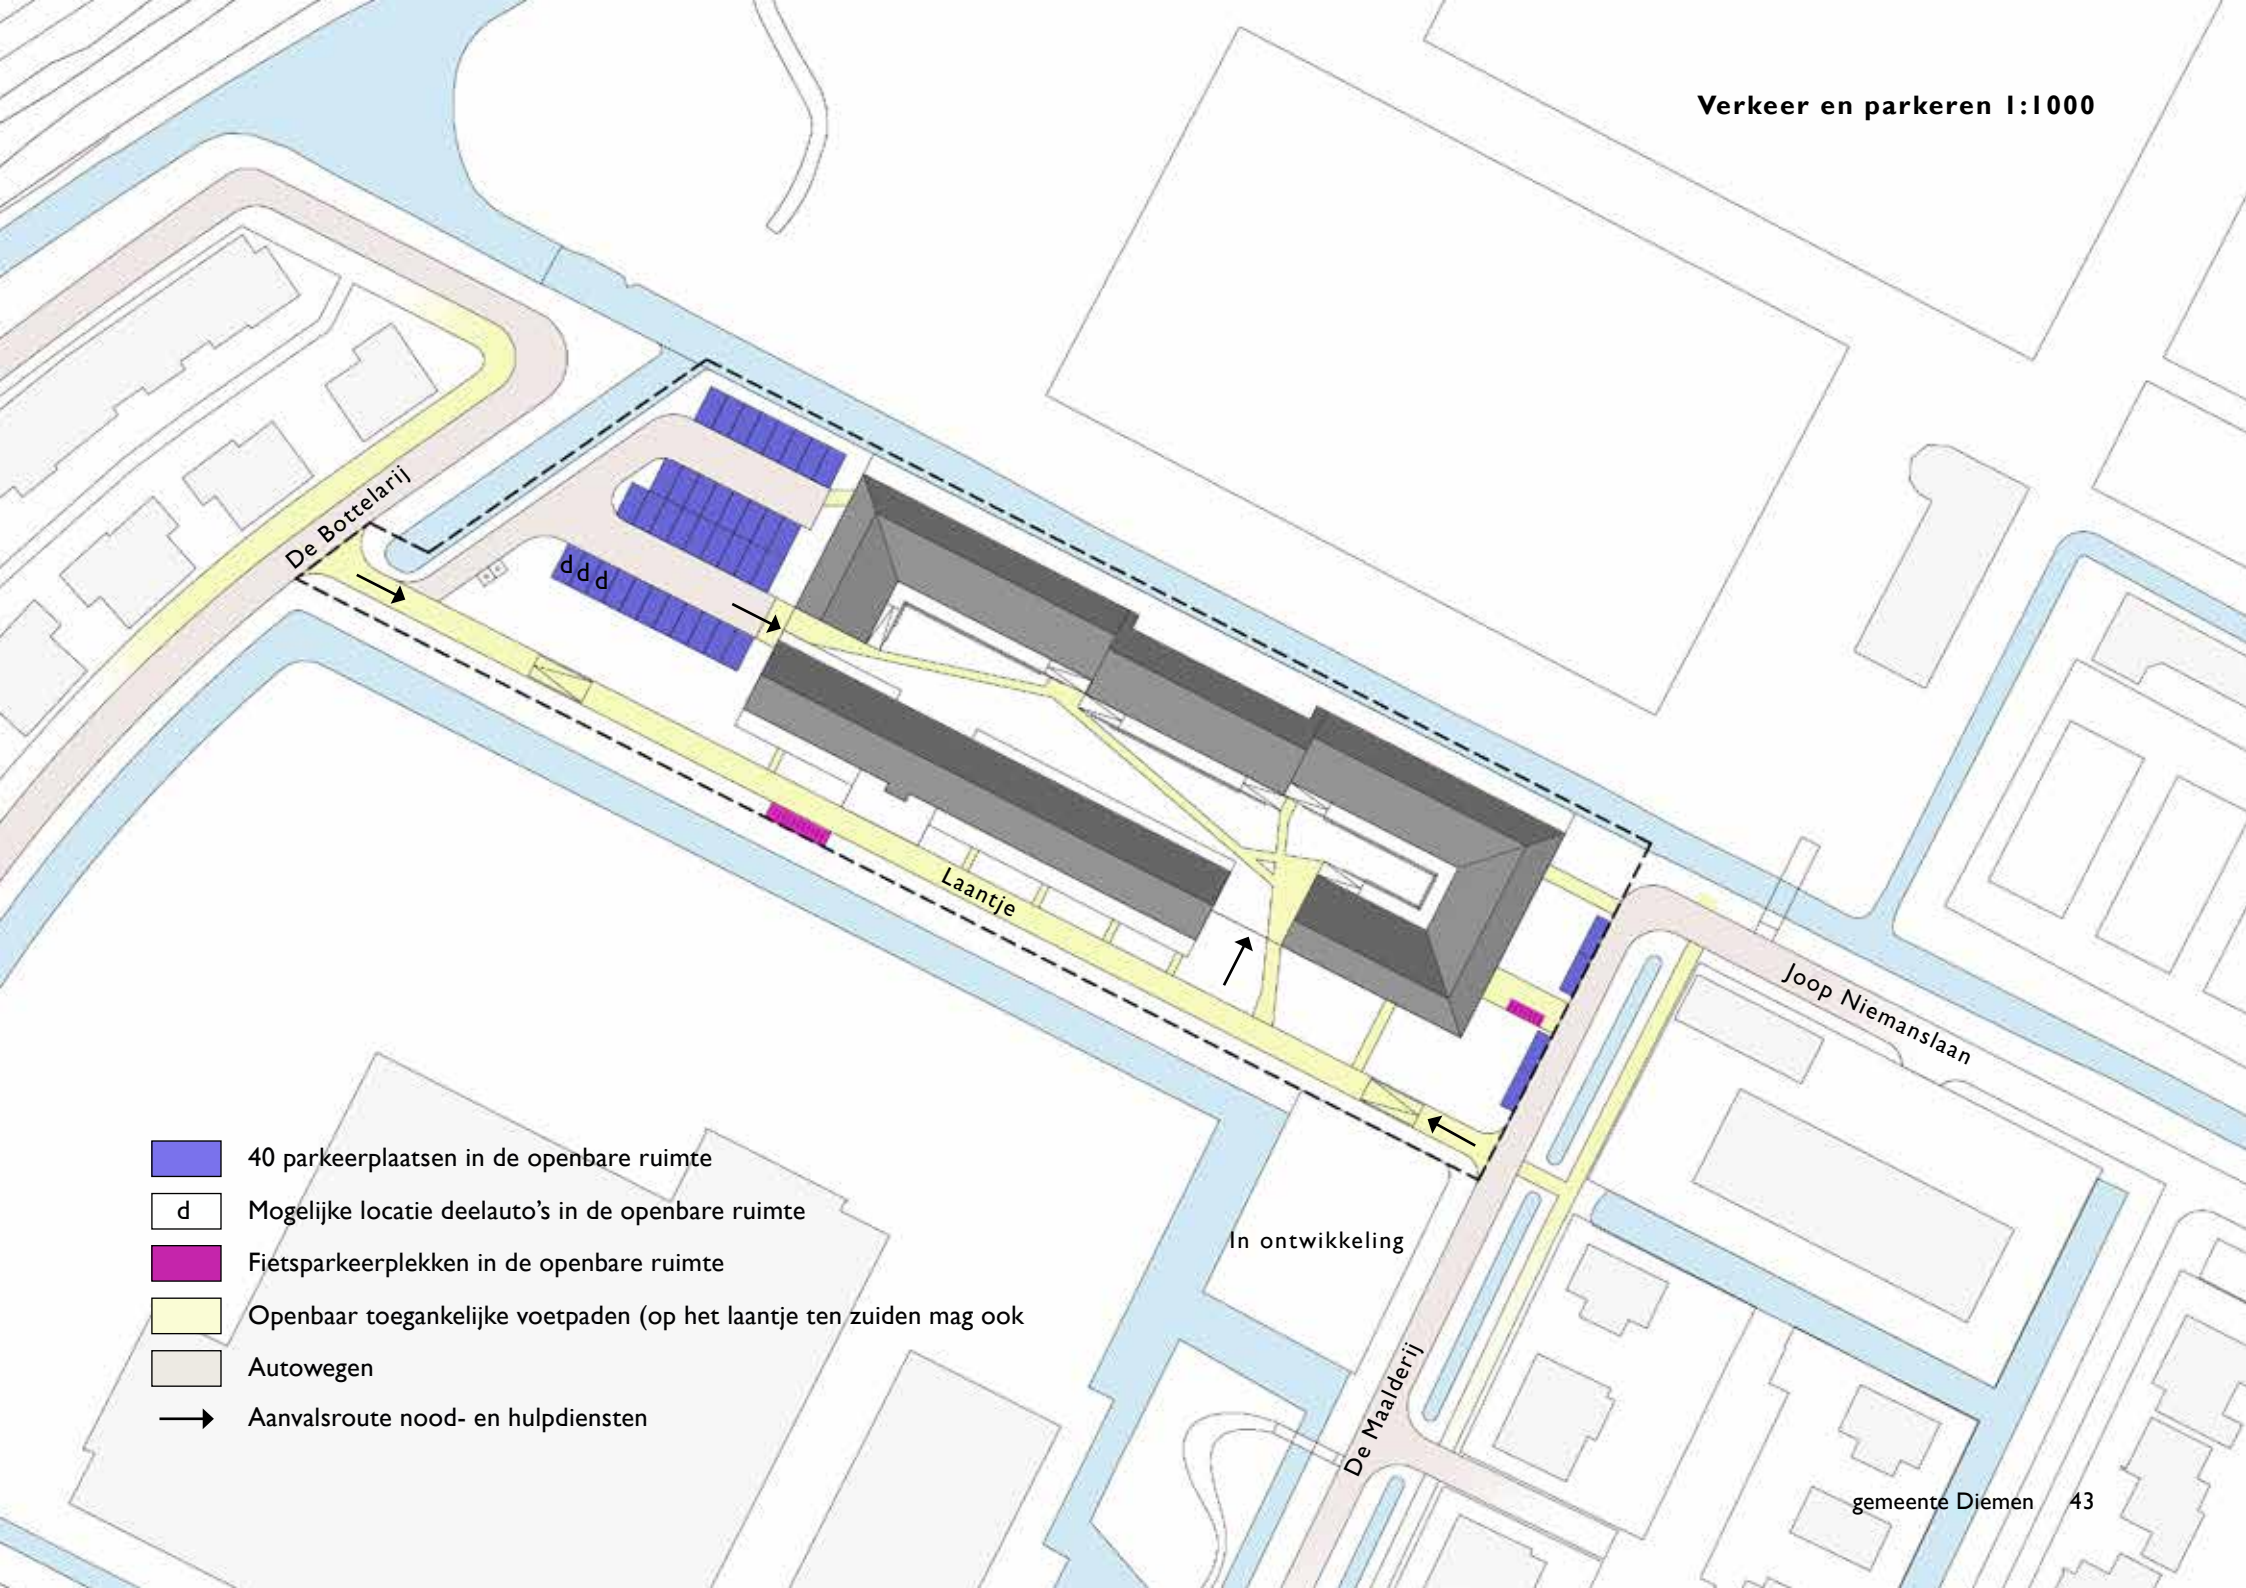 Verkeer en parkeren 1:1000
De Bottelarij
d d d
Laantje
Joop Niemanslaan
In ontwikkeling
De Maalderij
40 parkeerplaatsen in de openbare ruimte
d Mogelijke locatie deelauto’s in de openbare ruimte
Fietsparkeerplekken in de openbare ruimte
Openbaar toegankelijke voetpaden (op het laantje ten zuiden mag ook
Autowegen
Aanvalsroute nood- en hulpdiensten
gemeente Diemen 43